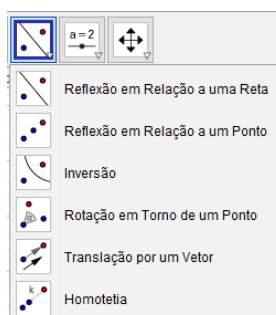 a=2
Reflexão em Relação a uma Reta
Reflexão em Relação a um Ponto
Inversão
Rotação em Torno de um Ponto
α
Translação por um Vetor
k
Homotetia